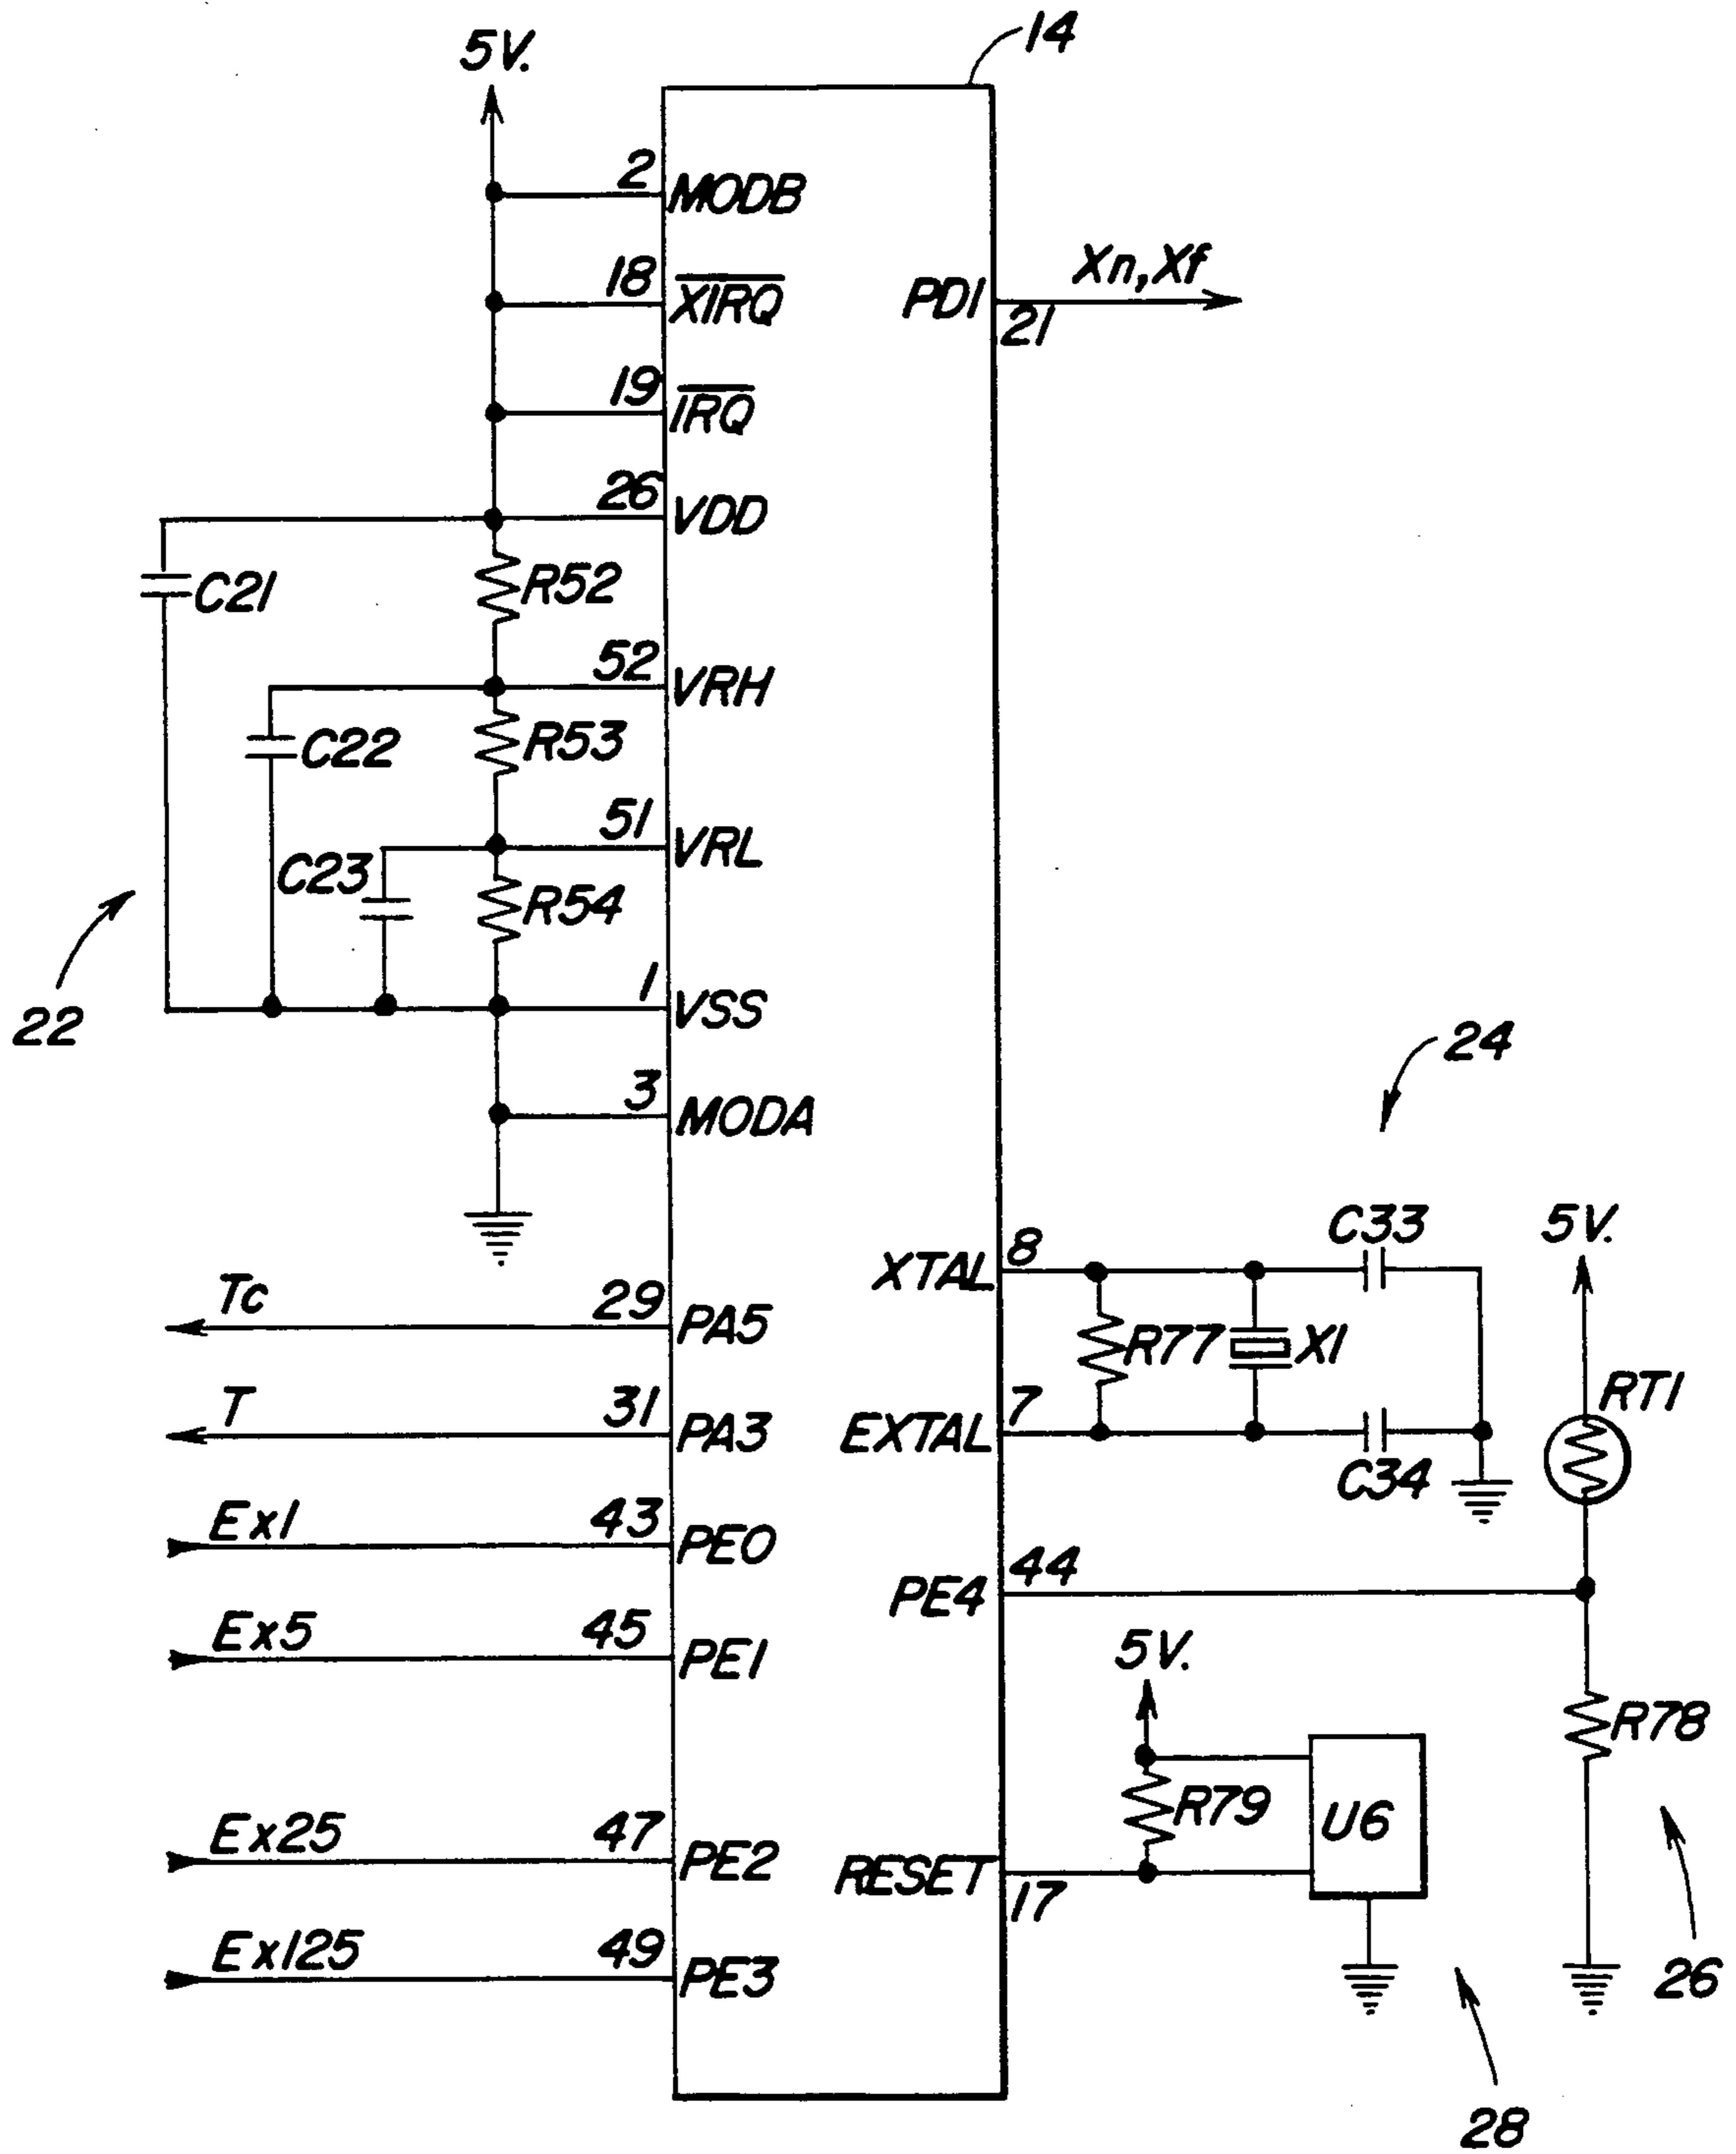 14
5V.
2 MODB
18 XIRQ
PD1 21 Xn,Xf
19 IRQ
26 VDD
C21
R52
52 VRH
C22
R53
51 VRL
C23
R54
22
1 VSS
3 MODA
24
XTAL 8
C33
5V.
Tc 29 PA5
R77
X1
RT1
T 31 PA3
EXTAL 7
C34
Ex1 43 PE0
PE4 44
Ex5 45 PE1
5V.
R78
R79
U6
Ex25 47 PE2
RESET 17
Ex125 49 PE3
26
28